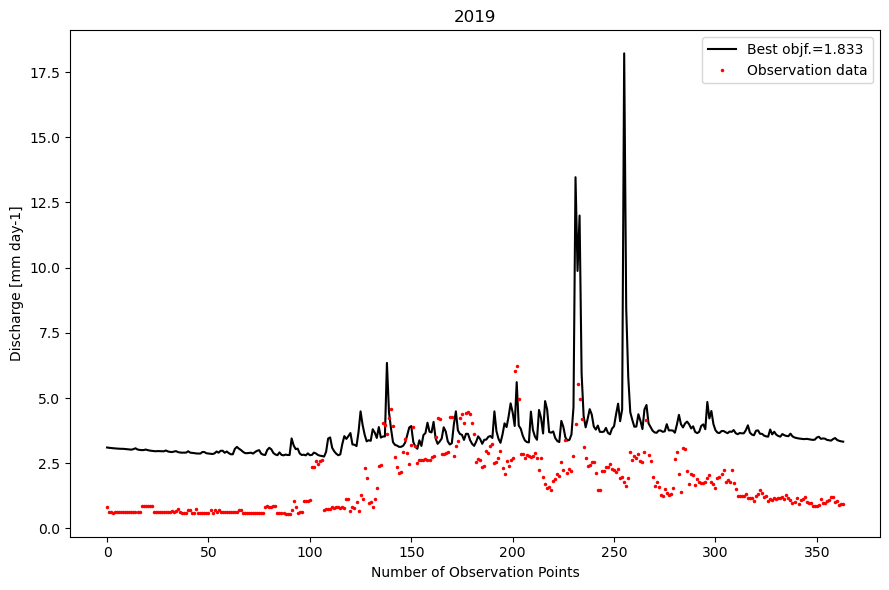 2019
Best objf.=1.833
Observation data
17.5
15.0
12.5
10.0
7.5
5.0
2.5
0.0
Discharge [mm day-1]
0 50 100 150 200 250 300 350
Number of Observation Points